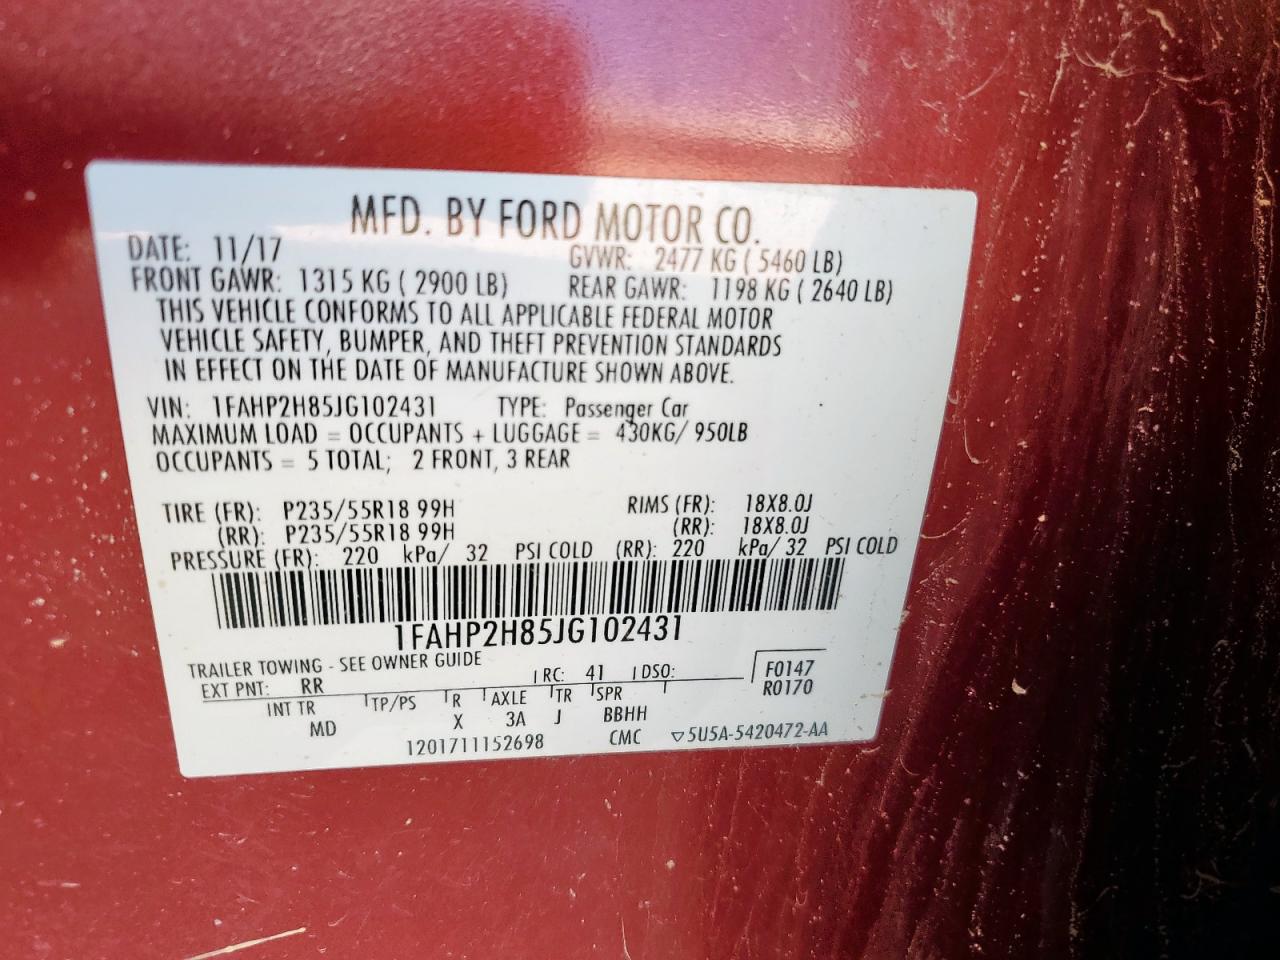 MFD. BY FORD MOTOR CO.
DATE: 11/17 GVWR: 2477 KG ( 5460 LB)
FRONT GAWR: 1315 KG ( 2900 LB) REAR GAWR: 1198 KG ( 2640 LB)
THIS VEHICLE CONFORMS TO ALL APPLICABLE FEDERAL MOTOR
VEHICLE SAFETY, BUMPER, AND THEFT PREVENTION STANDARDS
IN EFFECT ON THE DATE OF MANUFACTURE SHOWN ABOVE.
VIN: 1FAHP2H85JG102431 TYPE: Passenger Car
MAXIMUM LOAD = OCCUPANTS + LUGGAGE = 430KG/ 950LB
OCCUPANTS = 5 TOTAL; 2 FRONT, 3 REAR
TIRE (FR): P235/55R18 99H RIMS (FR): 18X8.0J
(RR): P235/55R18 99H (RR): 18X8.0J
PRESSURE (FR): 220 kPa/ 32 PSI COLD (RR): 220 kPa/ 32 PSI COLD
1FAHP2H85JG102431
TRAILER TOWING - SEE OWNER GUIDE
EXT PNT: RR RC: 41 DSO: F0147
R0170
INT TR TP/PS R AXLE TR SPR
MD X 3A J BBHH
1201711152698 CMC ▽5U5A-5420472-AA